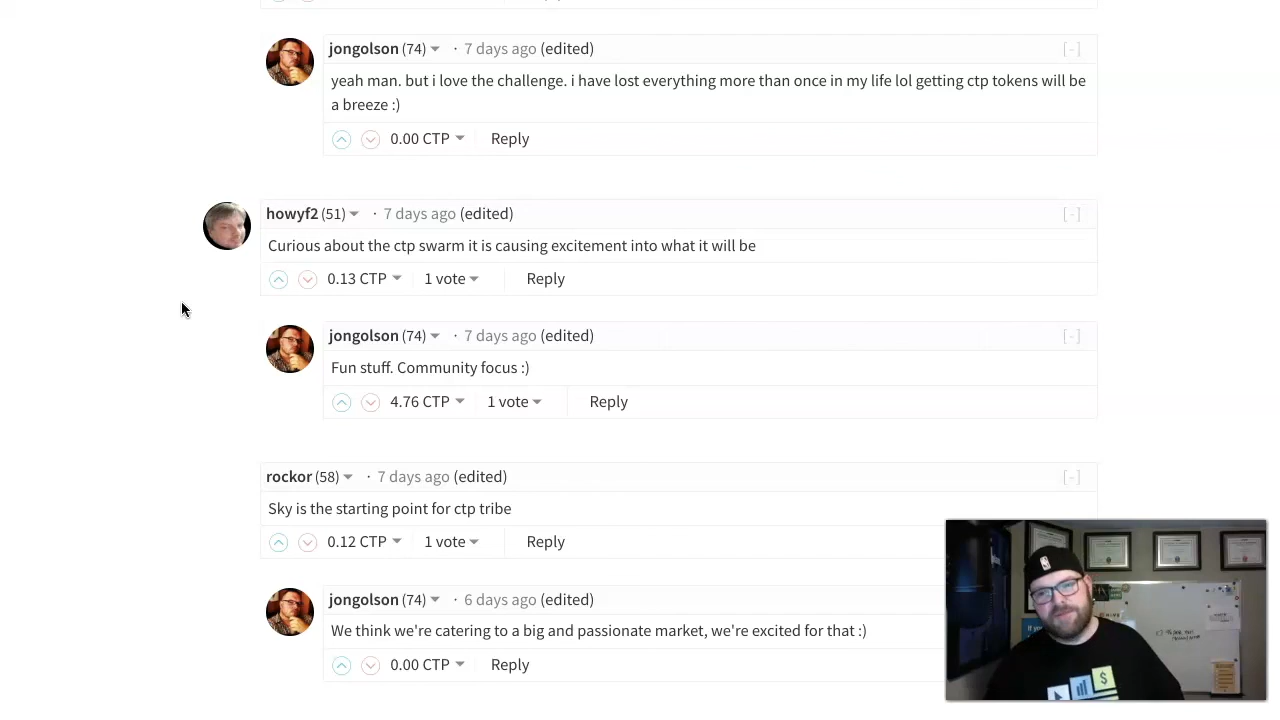 jongolson (74) · 7 days ago (edited) [-]
yeah man. but i love the challenge. i have lost everything more than once in my life lol getting ctp tokens will be
a breeze :)
0.00 CTP Reply
howyf2 (51) · 7 days ago (edited) [-]
Curious about the ctp swarm it is causing excitement into what it will be
0.13 CTP 1 vote Reply
jongolson (74) · 7 days ago (edited) [-]
Fun stuff. Community focus :)
4.76 CTP 1 vote Reply
rockor (58) · 7 days ago (edited) [-]
Sky is the starting point for ctp tribe
0.12 CTP 1 vote Reply
jongolson (74) · 6 days ago (edited)
We think we're catering to a big and passionate market, we're excited for that :)
0.00 CTP Reply
If you
$